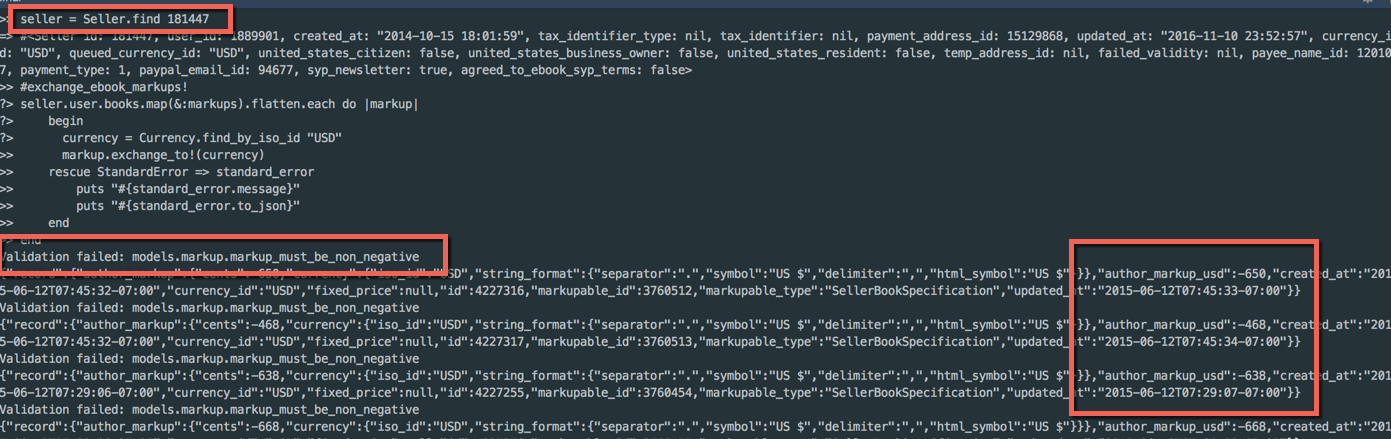 >> seller = Seller.find 181447
=> #<Seller id: 181447, user_id: 1889901, created_at: "2014-10-15 18:01:59", tax_identifier_type: nil, tax_identifier: nil, payment_address_id: 15129868, updated_at: "2016-11-10 23:52:57", currency_i
d: "USD", queued_currency_id: "USD", united_states_citizen: false, united_states_business_owner: false, united_states_resident: false, temp_address_id: nil, failed_validity: nil, payee_name_id: 12010
7, payment_type: 1, paypal_email_id: 94677, syp_newsletter: true, agreed_to_ebook_syp_terms: false>
>> #exchange_ebook_markups!
?> seller.user.books.map(&:markups).flatten.each do |markup|
?>     begin
?>       currency = Currency.find_by_iso_id "USD"
>>       markup.exchange_to!(currency)
>>     rescue StandardError => standard_error
>>         puts "#{standard_error.message}"
>>         puts "#{standard_error.to_json}"
>>     end
>> end
Validation failed: models.markup.markup_must_be_non_negative
{"record":{"author_markup":{"cents":-650,"currency":{"iso_id":"USD","string_format":{"separator":".","symbol":"US $","delimiter":",","html_symbol":"US $"}}},"author_markup_usd":-650,"created_at":"201
5-06-12T07:45:32-07:00","currency_id":"USD","fixed_price":null,"id":4227316,"markupable_id":3760512,"markupable_type":"SellerBookSpecification","updated_at":"2015-06-12T07:45:33-07:00"}}
Validation failed: models.markup.markup_must_be_non_negative
{"record":{"author_markup":{"cents":-468,"currency":{"iso_id":"USD","string_format":{"separator":".","symbol":"US $","delimiter":",","html_symbol":"US $"}}},"author_markup_usd":-468,"created_at":"201
5-06-12T07:45:32-07:00","currency_id":"USD","fixed_price":null,"id":4227317,"markupable_id":3760513,"markupable_type":"SellerBookSpecification","updated_at":"2015-06-12T07:45:34-07:00"}}
Validation failed: models.markup.markup_must_be_non_negative
{"record":{"author_markup":{"cents":-638,"currency":{"iso_id":"USD","string_format":{"separator":".","symbol":"US $","delimiter":",","html_symbol":"US $"}}},"author_markup_usd":-638,"created_at":"201
5-06-12T07:29:06-07:00","currency_id":"USD","fixed_price":null,"id":4227255,"markupable_id":3760454,"markupable_type":"SellerBookSpecification","updated_at":"2015-06-12T07:29:07-07:00"}}
Validation failed: models.markup.markup_must_be_non_negative
{"record":{"author_markup":{"cents":-668,"currency":{"iso_id":"USD","string_format":{"separator":".","symbol":"US $","delimiter":",","html_symbol":"US $"}}},"author_markup_usd":-668,"created_at":"201